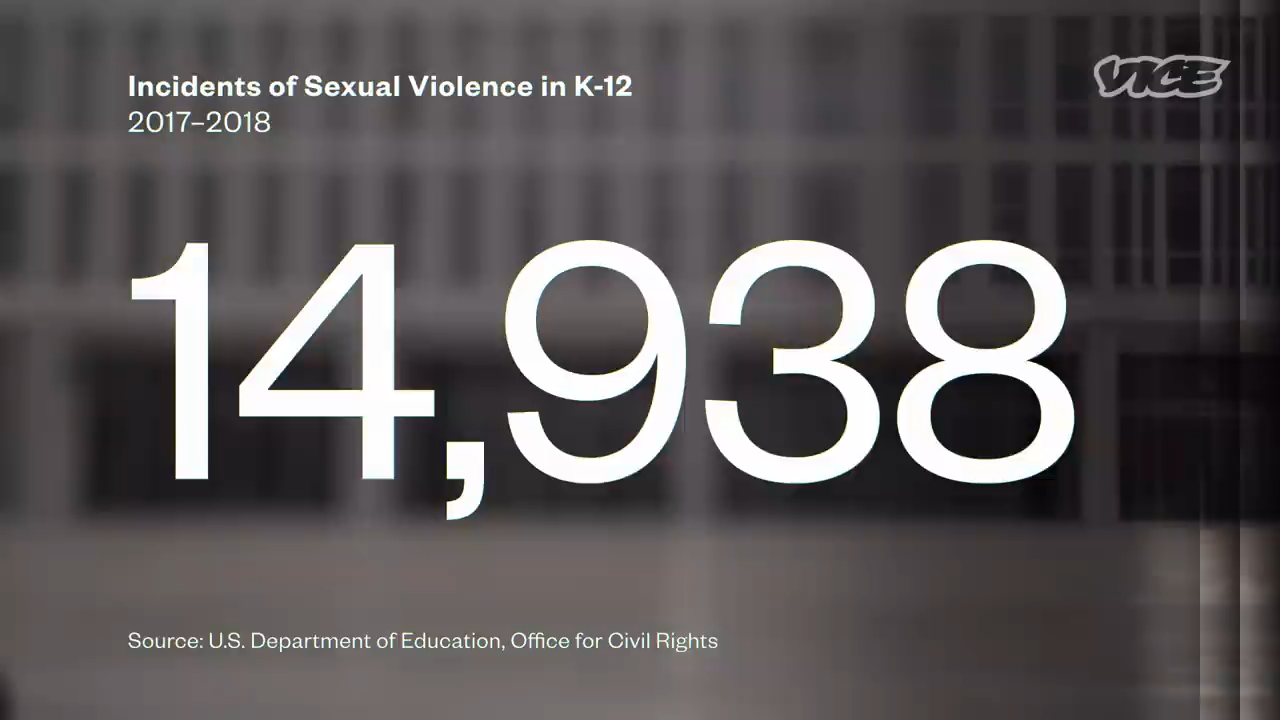 Incidents of Sexual Violence in K-12
VICE
2017–2018
14,938
Source: U.S. Department of Education, Office for Civil Rights